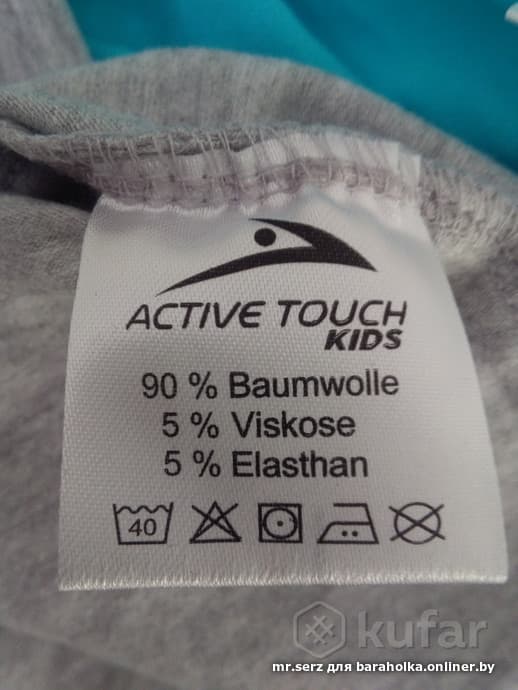 ACTIVE TOUCH
KIDS
90 % Baumwolle
5 % Viskose
5 % Elasthan
40
kufar
mr.serz для baraholka.onliner.by